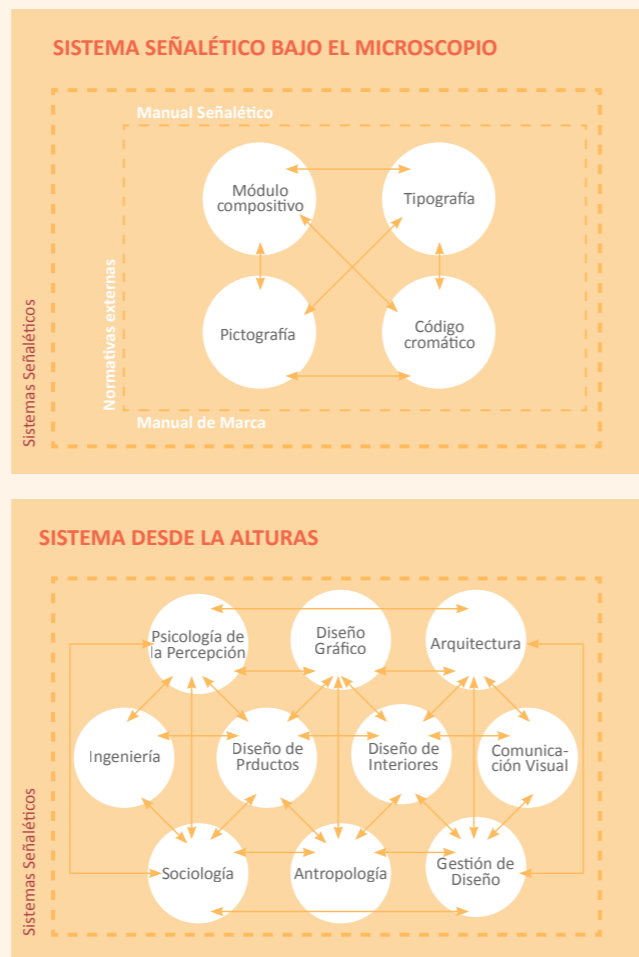 SISTEMA SEÑALÉTICO BAJO EL MICROSCOPIO
Manual Señalético
Módulo
compositivo
Tipografía
Pictografía
Código
cromático
Normativas externas
Sistemas Señaléticos
Manual de Marca
SISTEMA DESDE LA ALTURAS
Psicología de
la Percepción
Diseño
Gráfico
Arquitectura
Ingeniería
Diseño de
Prductos
Diseño de
Interiores
Comunica-
ción Visual
Sociología
Antropología
Gestión de
Diseño
Sistemas Señaléticos